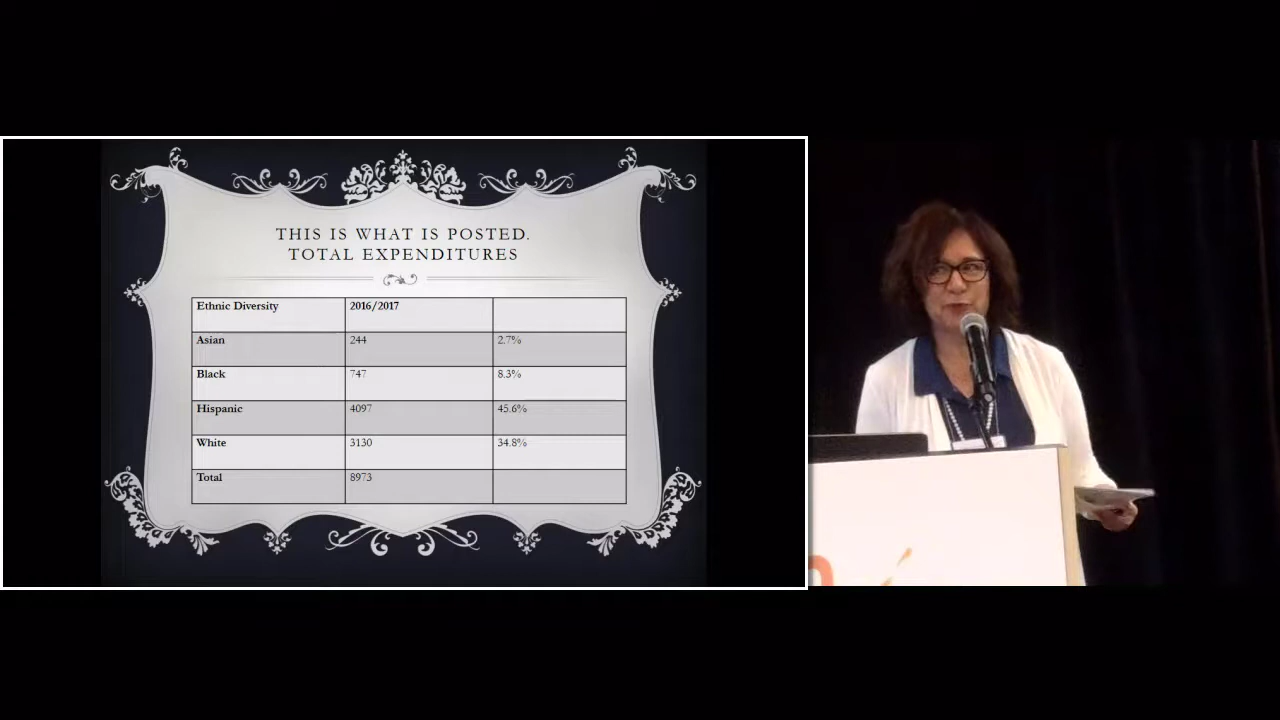 THIS IS WHAT IS POSTED.
TOTAL EXPENDITURES
Ethnic Diversity 2016/2017
Asian 244 2.7%
Black 747 8.3%
Hispanic 4097 45.6%
White 3130 34.8%
Total 8973